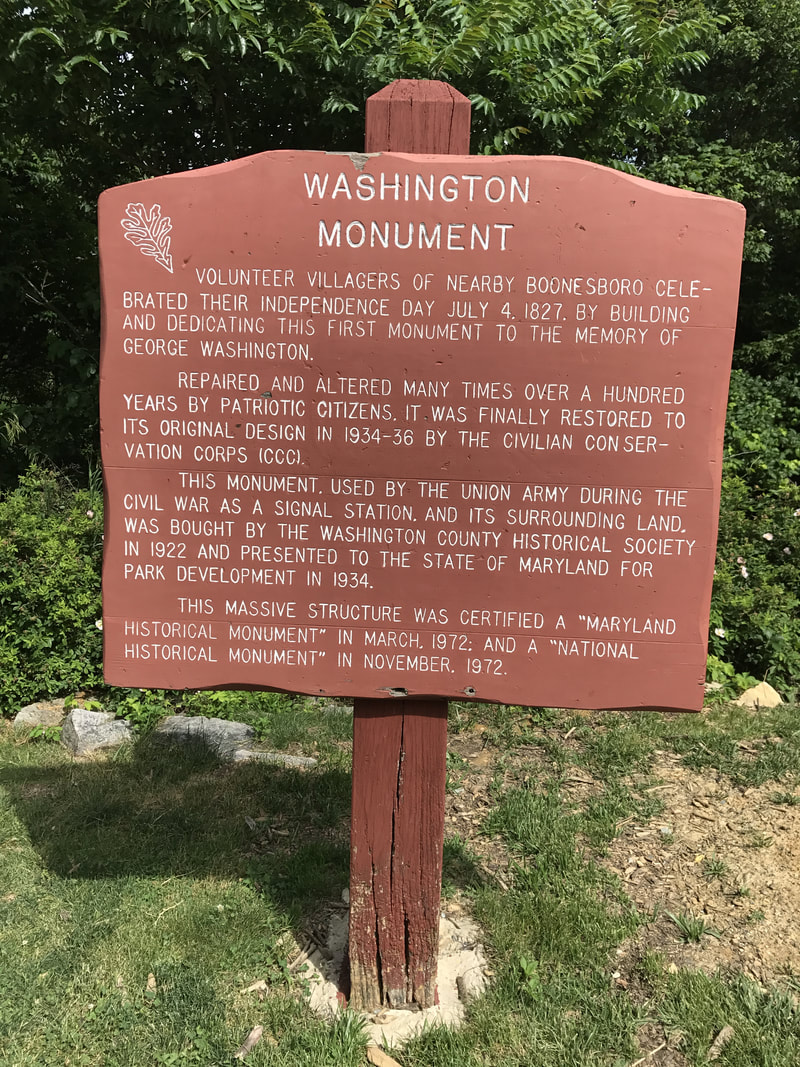 WASHINGTON
MONUMENT
VOLUNTEER VILLAGERS OF NEARBY BOONESBORO CELE-
BRATED THEIR INDEPENDENCE DAY JULY 4, 1827, BY BUILDING
AND DEDICATING THIS FIRST MONUMENT TO THE MEMORY OF
GEORGE WASHINGTON.
REPAIRED AND ALTERED MANY TIMES OVER A HUNDRED
YEARS BY PATRIOTIC CITIZENS, IT WAS FINALLY RESTORED TO
ITS ORIGINAL DESIGN IN 1934-36 BY THE CIVILIAN CONSER-
VATION CORPS (CCC).
THIS MONUMENT, USED BY THE UNION ARMY DURING THE
CIVIL WAR AS A SIGNAL STATION, AND ITS SURROUNDING LAND,
WAS BOUGHT BY THE WASHINGTON COUNTY HISTORICAL SOCIETY
IN 1922 AND PRESENTED TO THE STATE OF MARYLAND FOR
PARK DEVELOPMENT IN 1934.
THIS MASSIVE STRUCTURE WAS CERTIFIED A "MARYLAND
HISTORICAL MONUMENT" IN MARCH, 1972; AND A "NATIONAL
HISTORICAL MONUMENT" IN NOVEMBER, 1972.